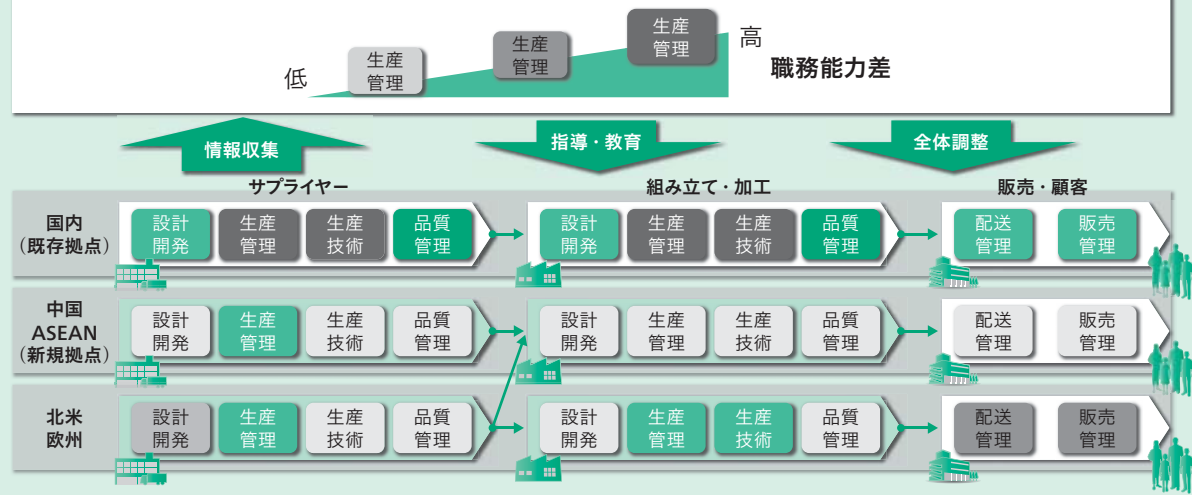 低
生産
管理
生産
管理
生産
管理
高
職務能力差
情報収集
指導・教育
全体調整
サプライヤー
組み立て・加工
販売・顧客
国内
(既存拠点)
設計
開発
生産
管理
生産
技術
品質
管理
設計
開発
生産
管理
生産
技術
品質
管理
配送
管理
販売
管理
中国
ASEAN
(新規拠点)
設計
開発
生産
管理
生産
技術
品質
管理
設計
開発
生産
管理
生産
技術
品質
管理
配送
管理
販売
管理
北米
欧州
設計
開発
生産
管理
生産
技術
品質
管理
設計
開発
生産
管理
生産
技術
品質
管理
配送
管理
販売
管理